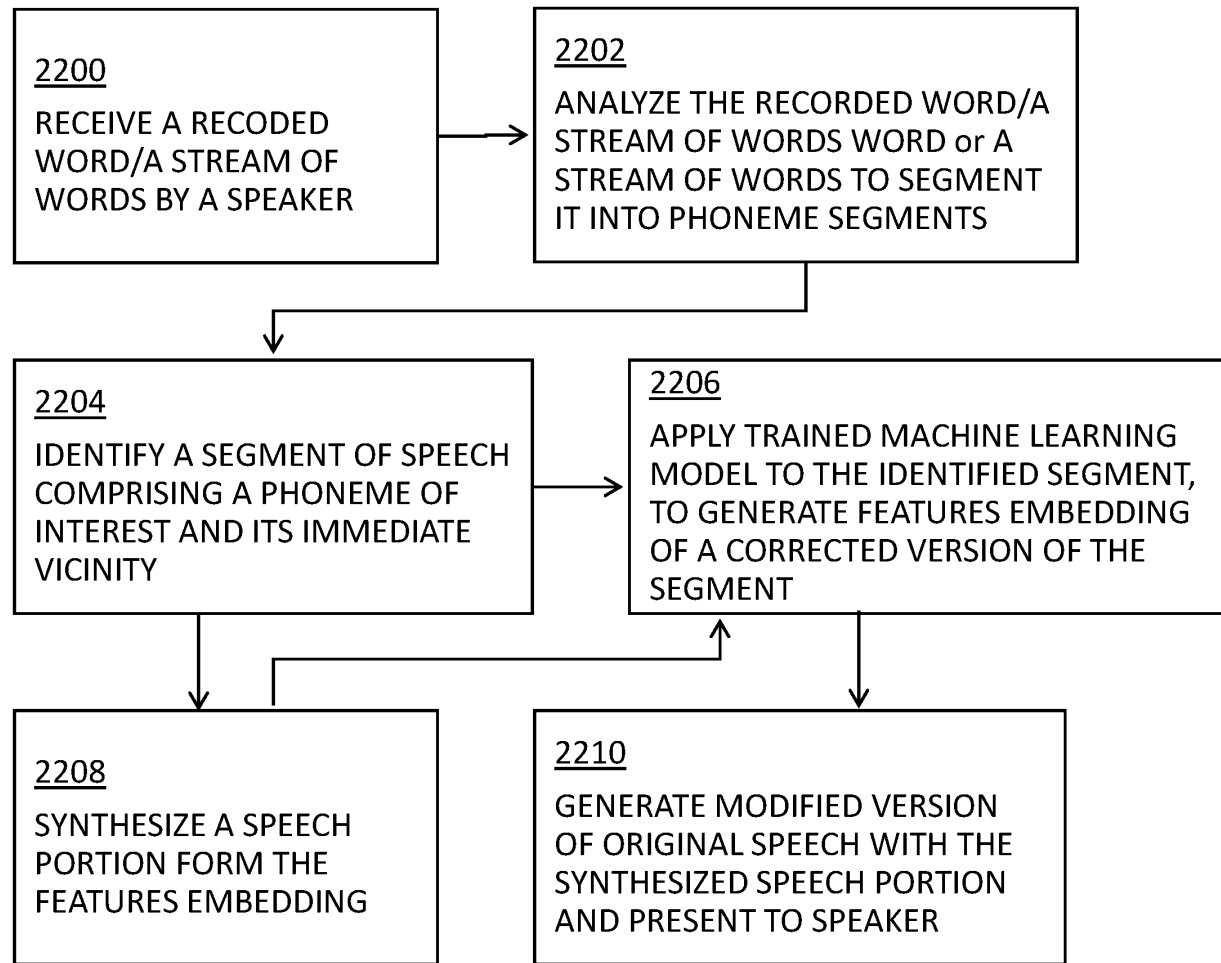 2200
RECEIVE A RECODED
WORD/A STREAM OF
WORDS BY A SPEAKER
2202
ANALYZE THE RECORDED WORD/A
STREAM OF WORDS WORD or A
STREAM OF WORDS TO SEGMENT
IT INTO PHONEME SEGMENTS
2204
IDENTIFY A SEGMENT OF SPEECH
COMPRISING A PHONEME OF
INTEREST AND ITS IMMEDIATE
VICINITY
2206
APPLY TRAINED MACHINE LEARNING
MODEL TO THE IDENTIFIED SEGMENT,
TO GENERATE FEATURES EMBEDDING
OF A CORRECTED VERSION OF THE
SEGMENT
2208
SYNTHESIZE A SPEECH
PORTION FORM THE
FEATURES EMBEDDING
2210
GENERATE MODIFIED VERSION
OF ORIGINAL SPEECH WITH THE
SYNTHESIZED SPEECH PORTION
AND PRESENT TO SPEAKER